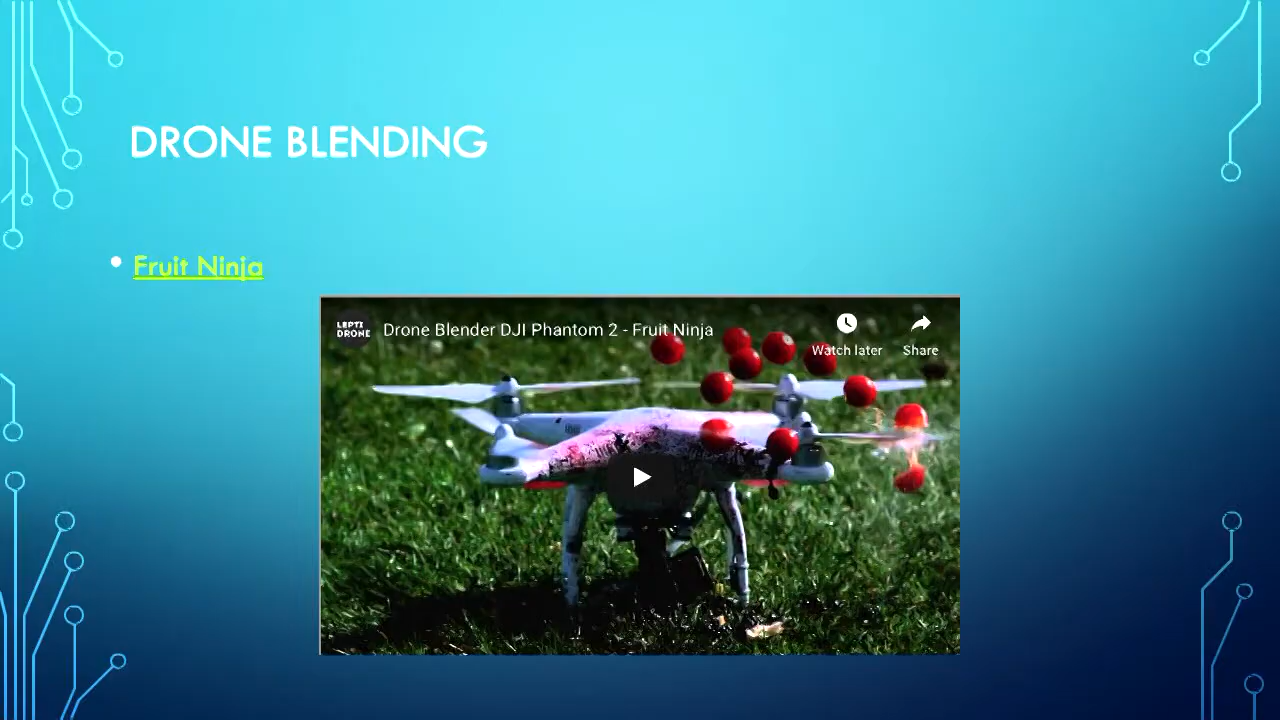 DRONE BLENDING
• Fruit Ninja
LEPTI
DRONE
Drone Blender DJI Phantom 2 - Fruit Ninja
Watch later
Share